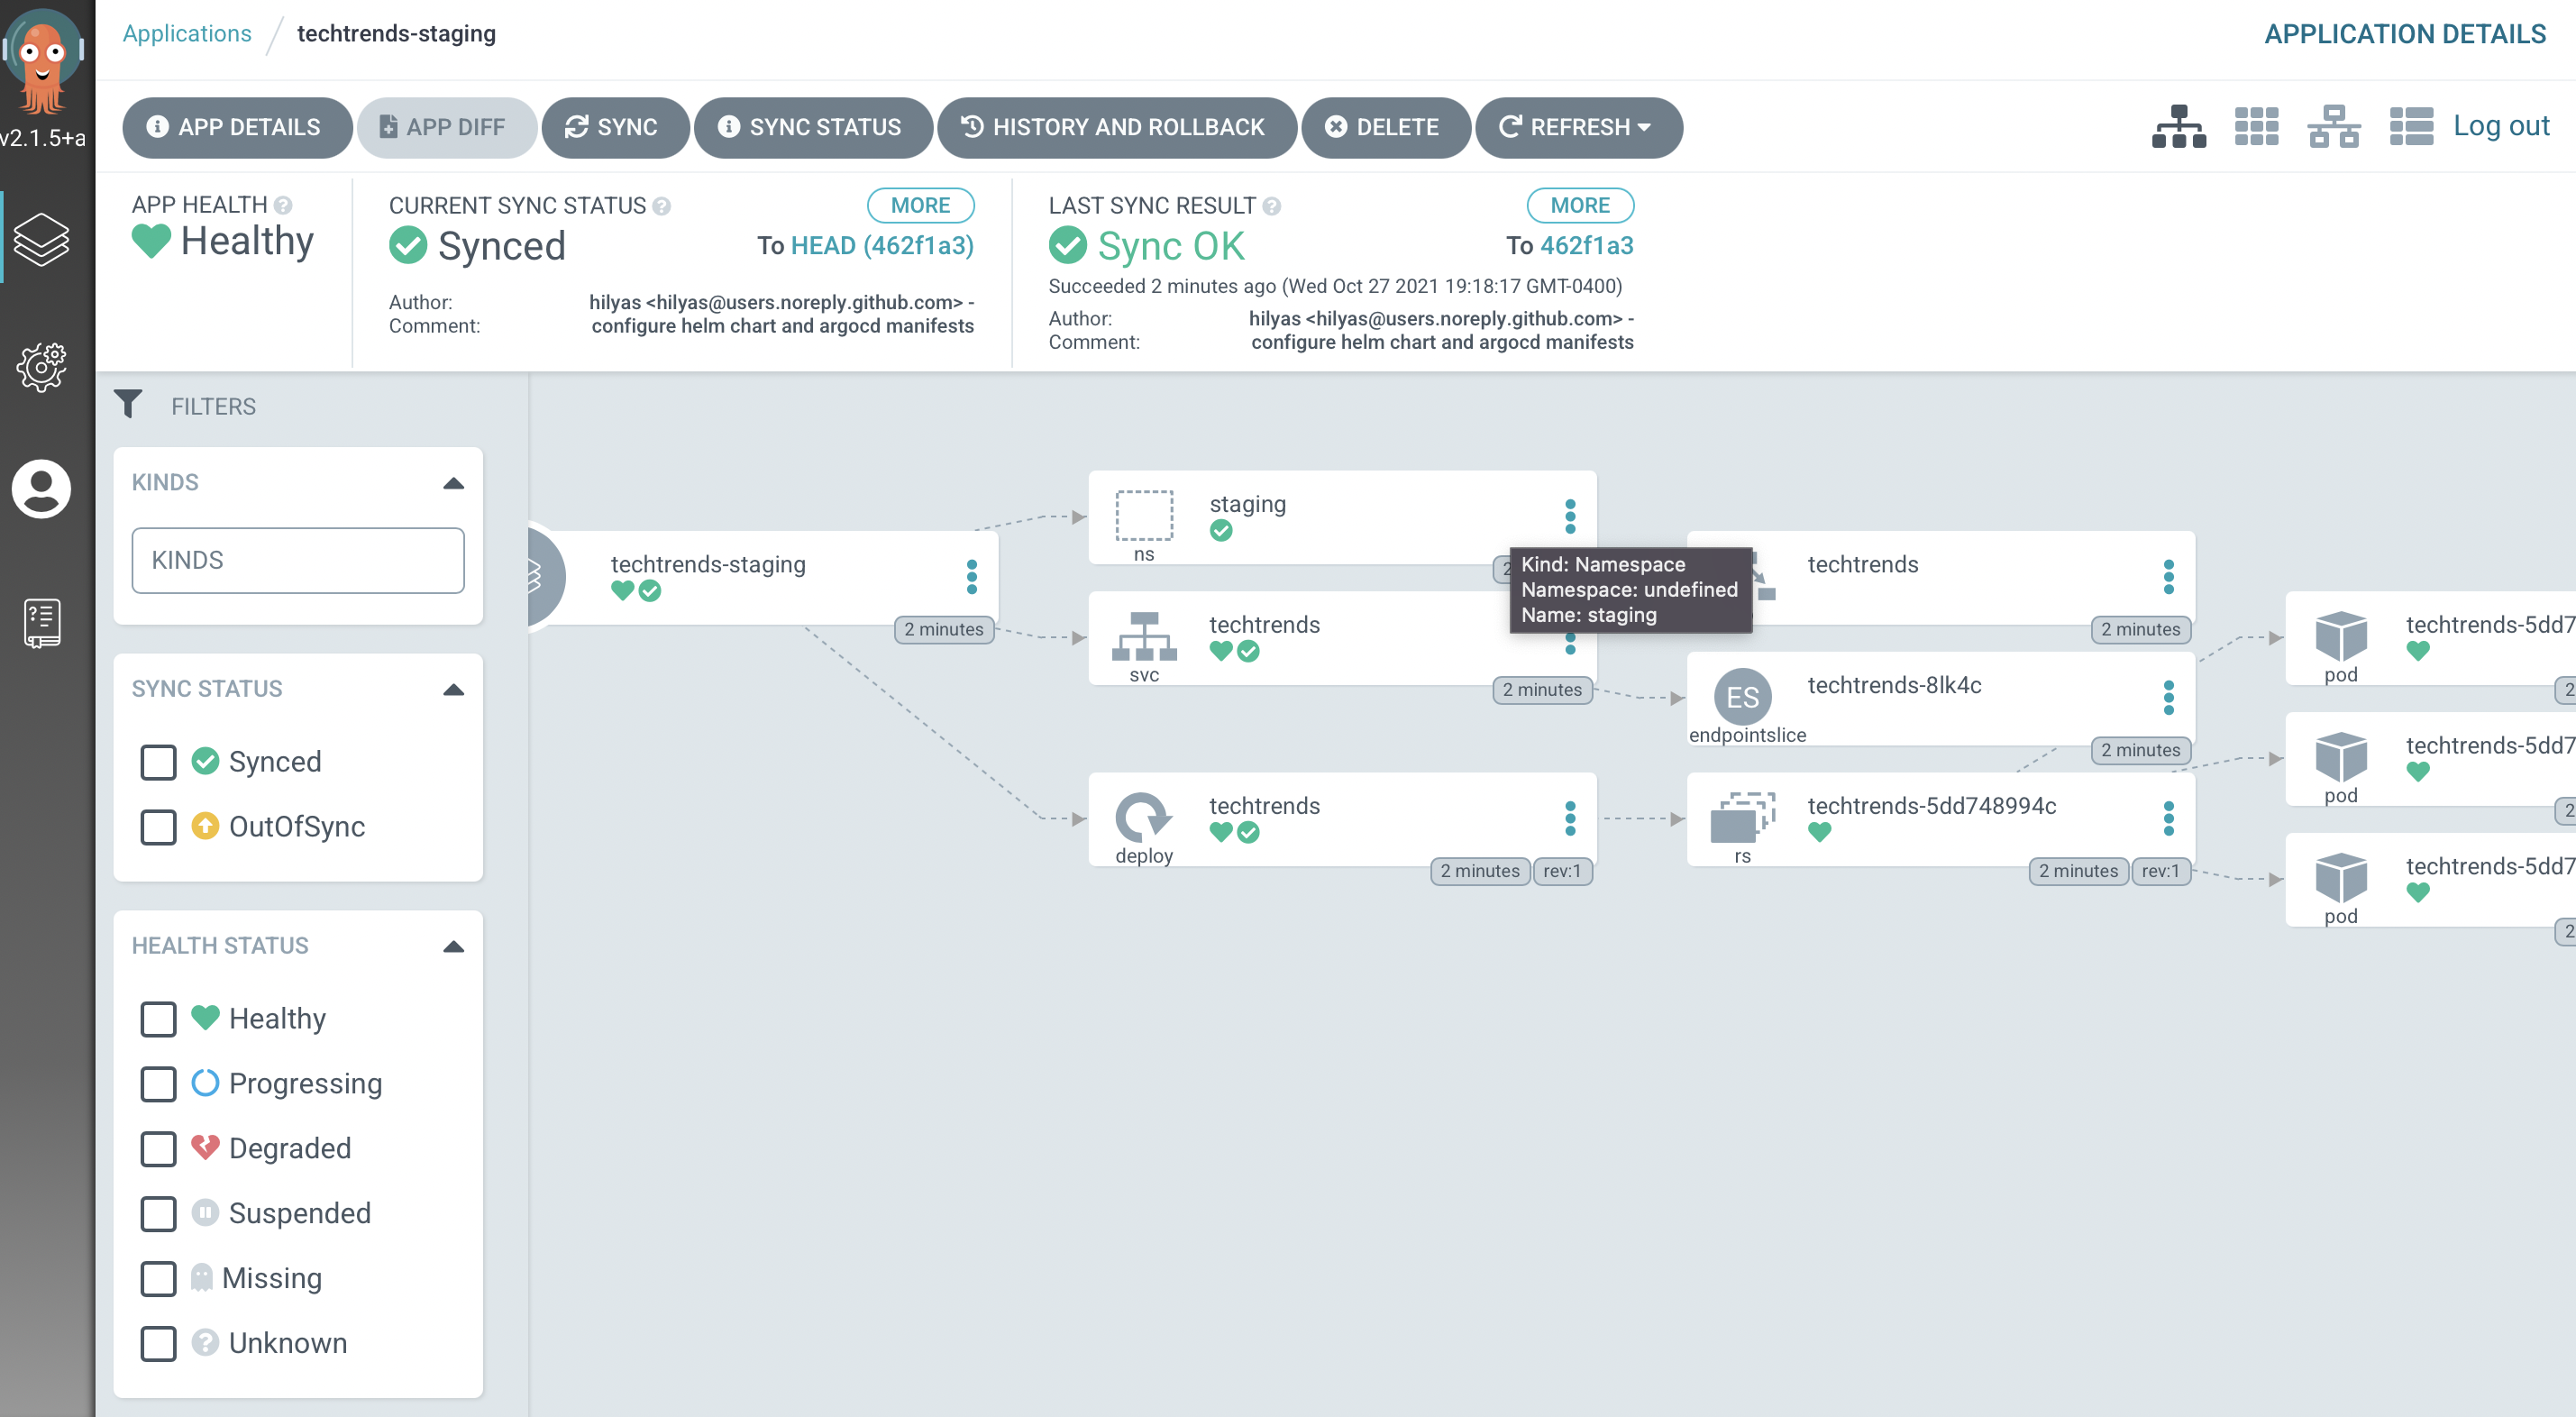 Applications / techtrends-staging
APPLICATION DETAILS
v2.1.5+a
APP DETAILS
APP DIFF
SYNC
SYNC STATUS
HISTORY AND ROLLBACK
DELETE
REFRESH
Log out
APP HEALTH
Healthy
CURRENT SYNC STATUS
MORE
Synced
To HEAD (462f1a3)
Author: hilyas <hilyas@users.noreply.github.com> -
Comment: configure helm chart and argocd manifests
LAST SYNC RESULT
MORE
Sync OK
To 462f1a3
Succeeded 2 minutes ago (Wed Oct 27 2021 19:18:17 GMT-0400)
Author: hilyas <hilyas@users.noreply.github.com> -
Comment: configure helm chart and argocd manifests
FILTERS
KINDS
KINDS
SYNC STATUS
Synced
OutOfSync
HEALTH STATUS
Healthy
Progressing
Degraded
Suspended
Missing
Unknown
techtrends-staging
2 minutes
staging
ns
2
Kind: Namespace
Namespace: undefined
Name: staging
techtrends
svc
2 minutes
techtrends
deploy
2 minutes
rev:1
techtrends
2 minutes
ES
techtrends-8lk4c
endpointslice
2 minutes
techtrends-5dd748994c
rs
2 minutes
rev:1
techtrends-5dd7
pod
2
techtrends-5dd7
pod
2
techtrends-5dd7
pod
2